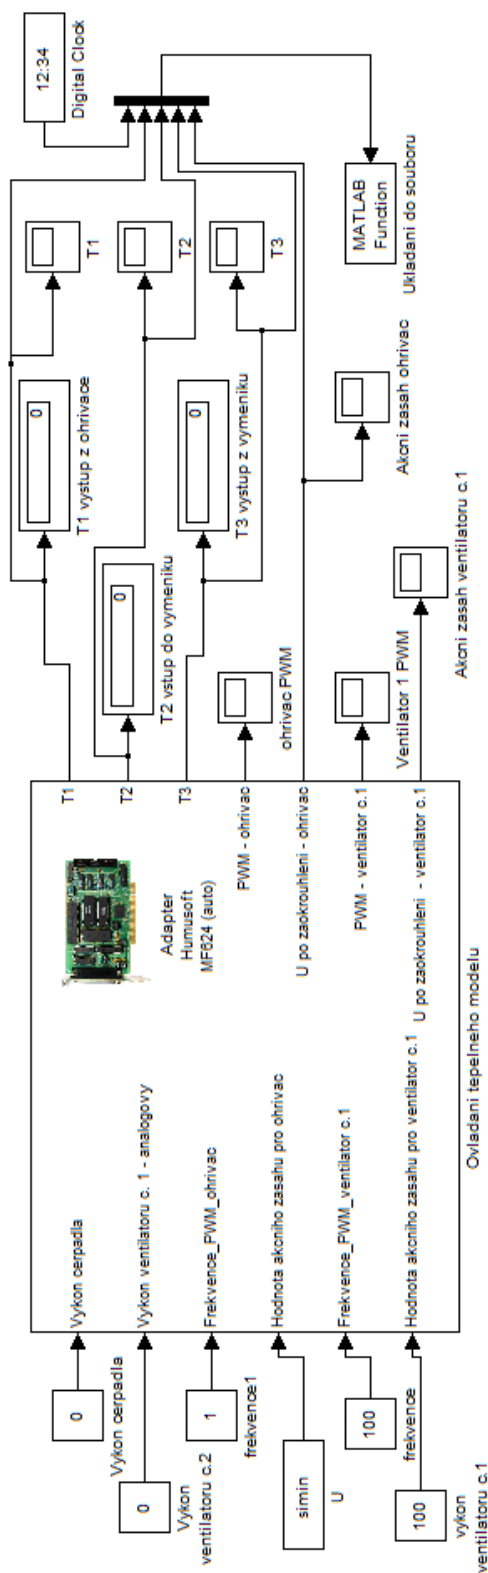 0
Vykon cerpadla
0
Vykon
ventilatoru c.2
1
frekvence1
simin
U
100
frekvence
100
vykon
ventilatoru c.1
Vykon cerpadla
Vykon ventilatoru c. 1 - analogovy
Frekvence_PWM_ohrivac
Hodnota akcniho zasahu pro ohrivac
Frekvence_PWM_ventilator c.1
Hodnota akcniho zasahu pro ventilator c.1
Adapter
Humusoft
MF624 (auto)
T1
T2
T3
PWM - ohrivac
U po zaokrouhleni - ohrivac
PWM - ventilator c.1
U po zaokrouhleni - ventilator c.1
Ovladani tepelneho modelu
0
T1 vystup z ohrivace
0
T2 vstup do vymeniku
0
T3 vystup z vymeniku
ohrivac PWM
Ventilator 1 PWM
Akcni zasah ventilatoru c.1
Akcni zasah ohrivac
T1
T2
T3
12:34
Digital Clock
MATLAB
Function
Ukladani do souboru